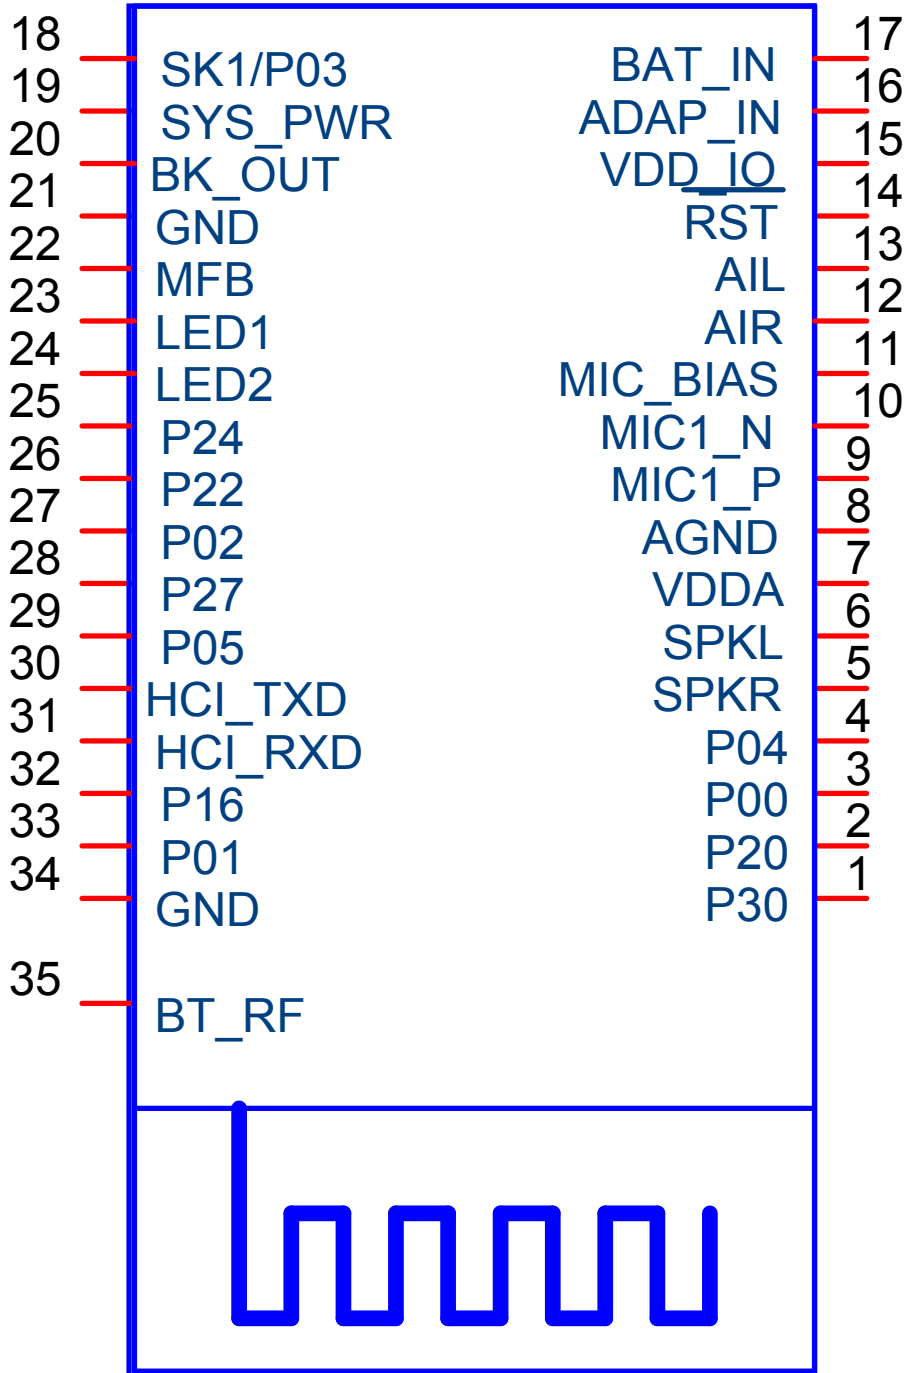 18 SK1/P03 BAT_IN 17
19 SYS_PWR ADAP_IN 16
20 BK_OUT VDD_IO 15
21 GND RST 14
22 MFB AIL 13
23 LED1 AIR 12
24 LED2 MIC_BIAS 11
25 P24 MIC1_N 10
26 P22 MIC1_P 9
27 P02 AGND 8
28 P27 VDDA 7
29 P05 SPKL 6
30 HCI_TXD SPKR 5
31 HCI_RXD P04 4
32 P16 P00 3
33 P01 P20 2
34 GND P30 1
35 BT_RF